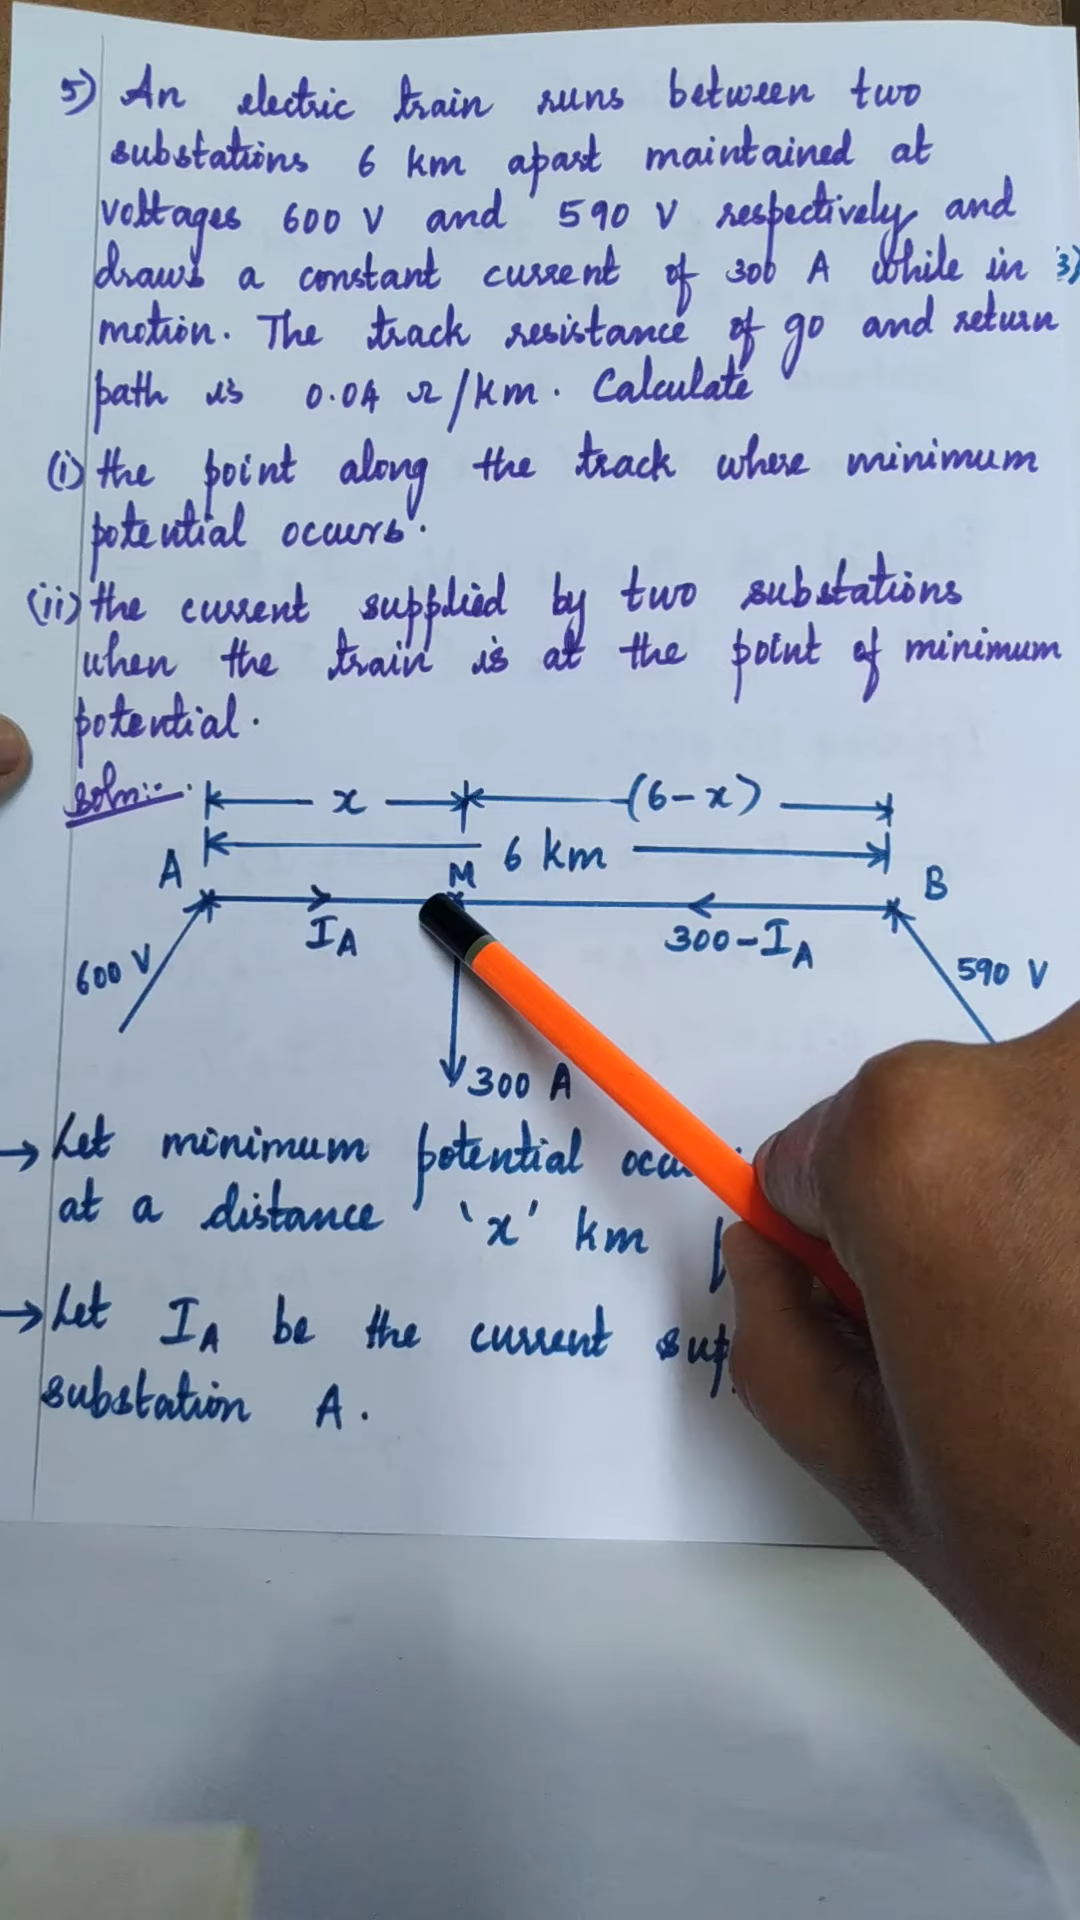 5) An electric train runs between two
substations 6 km apart maintained at
voltages 600 V and 590 V respectively and
draws a constant current of 300 A while in
3)
motion. The track resistance of go and return
path is 0.04 Ω/km. Calculate
(i) the point along the track where minimum
potential occurs.
(ii) the current supplied by two substations
when the train is at the point of minimum
potential.
Soln:-
x (6-x)
6 km
A M B
I_A 300-I_A
600 V 590 V
300 A
→ Let minimum potential
at a distance 'x' km
→ Let I_A be the current
substation A.